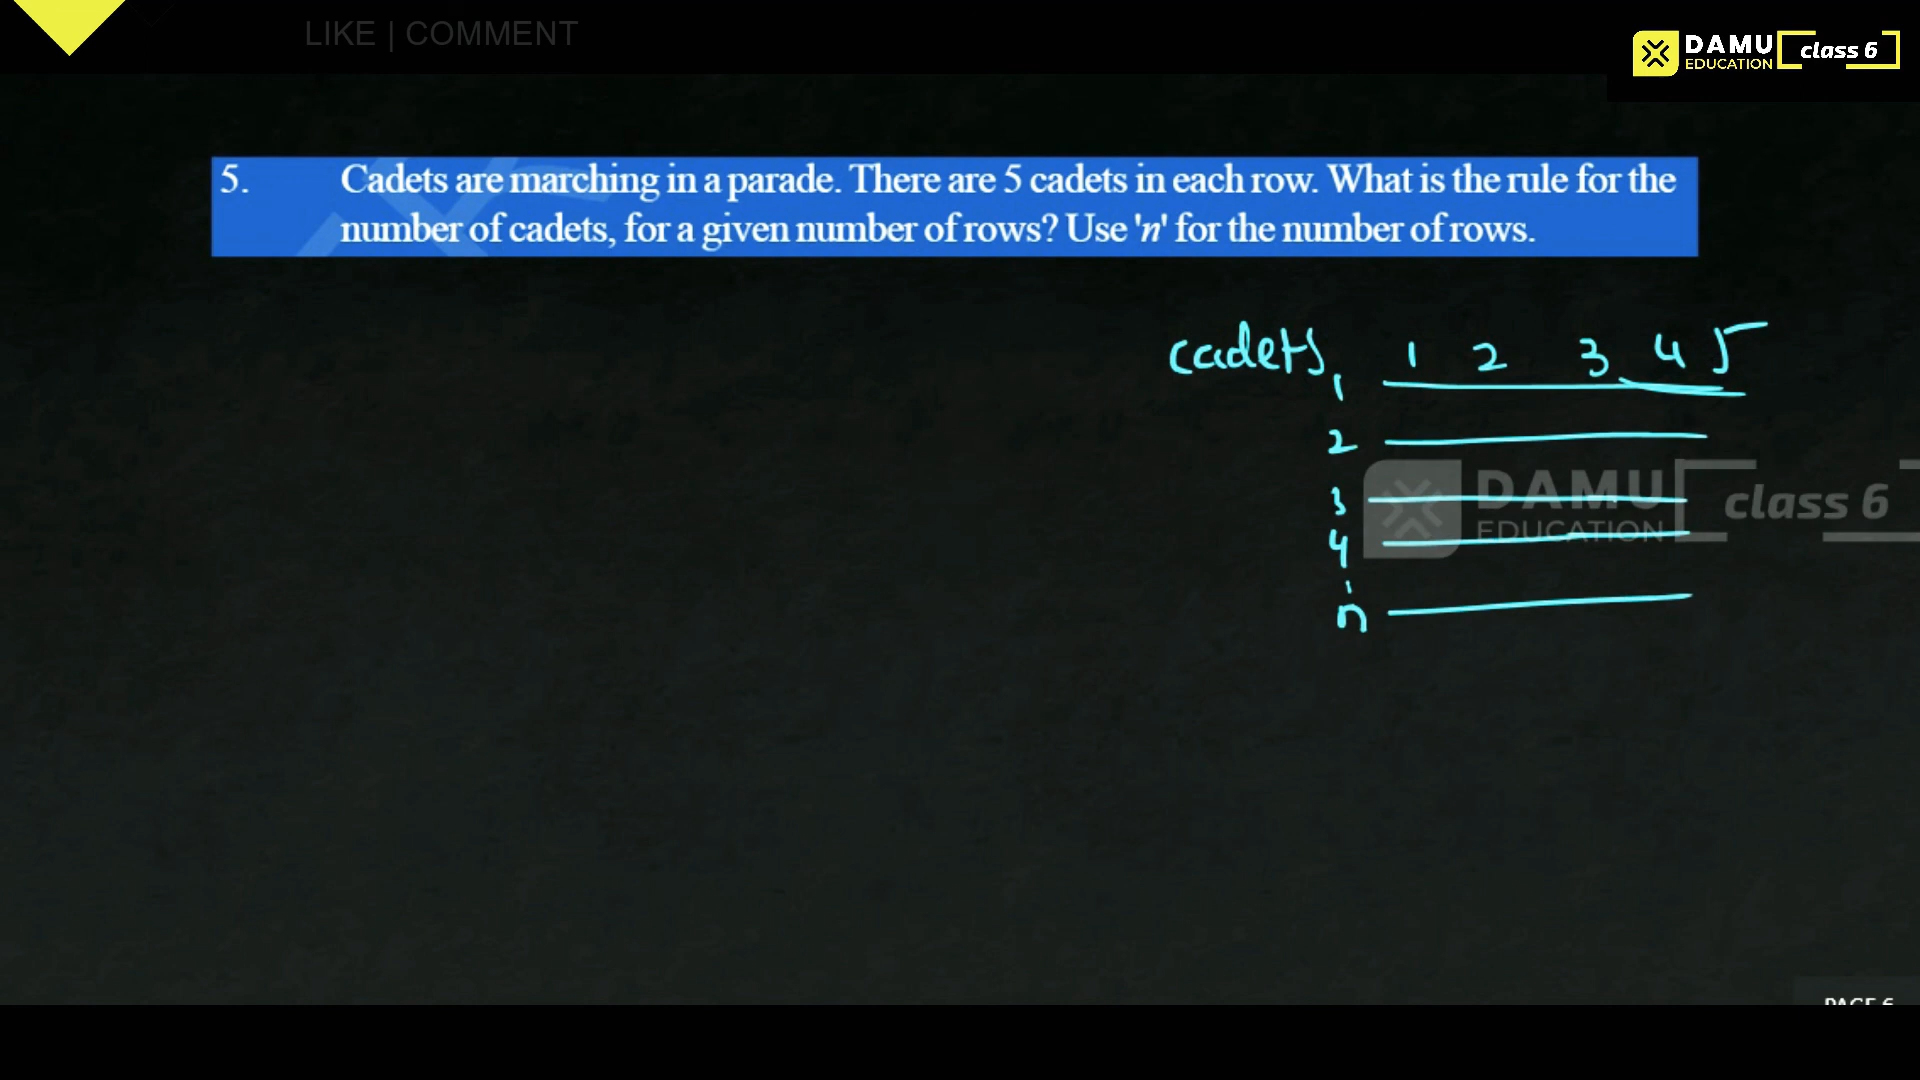 LIKE | COMMENT
DAMU
EDUCATION
class 6
5. Cadets are marching in a parade. There are 5 cadets in each row. What is the rule for the
number of cadets, for a given number of rows? Use 'n' for the number of rows.
cadets 1 2 3 4 5
1
2
3
4
n
DAMU
EDUCATION
class 6
PAGE 6